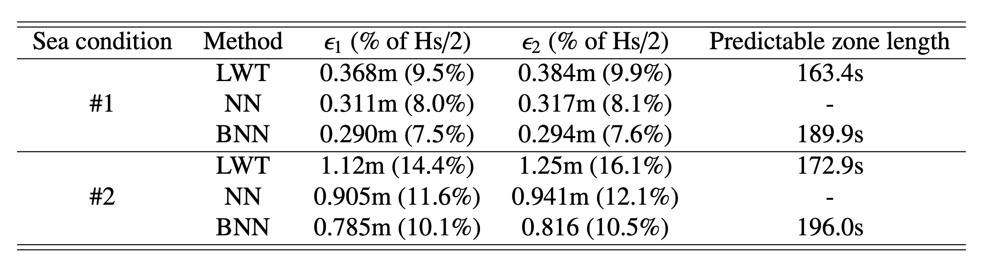 Sea condition Method ϵ1 (% of Hs/2) ϵ2 (% of Hs/2) Predictable zone length
LWT 0.368m (9.5%) 0.384m (9.9%) 163.4s
#1 NN 0.311m (8.0%) 0.317m (8.1%) -
BNN 0.290m (7.5%) 0.294m (7.6%) 189.9s
LWT 1.12m (14.4%) 1.25m (16.1%) 172.9s
#2 NN 0.905m (11.6%) 0.941m (12.1%) -
BNN 0.785m (10.1%) 0.816 (10.5%) 196.0s